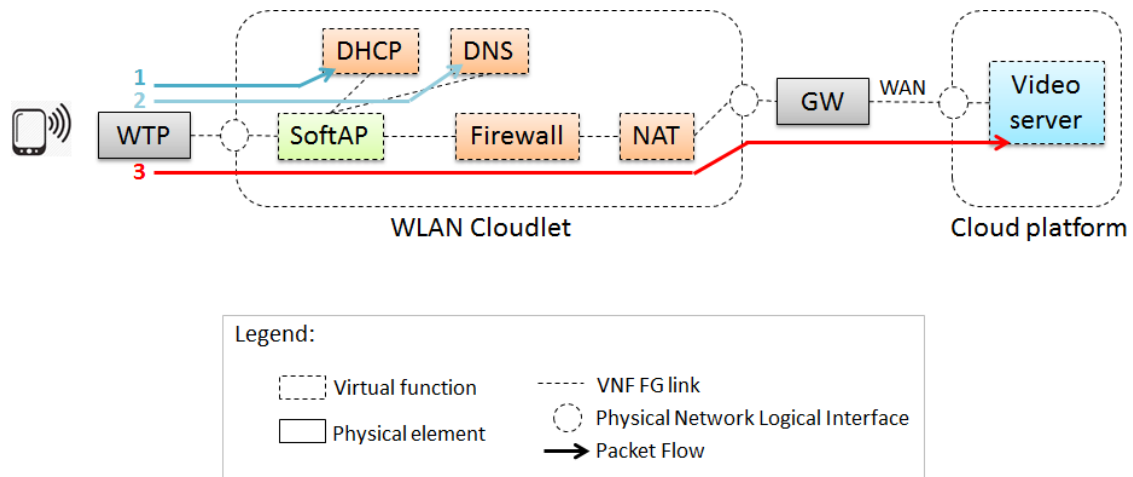 DHCP
DNS
1
2
WTP
SoftAP
Firewall
NAT
GW
WAN
Video
server
3
WLAN Cloudlet
Cloud platform
Legend:
Virtual function
VNF FG link
Physical Network Logical Interface
Physical element
Packet Flow